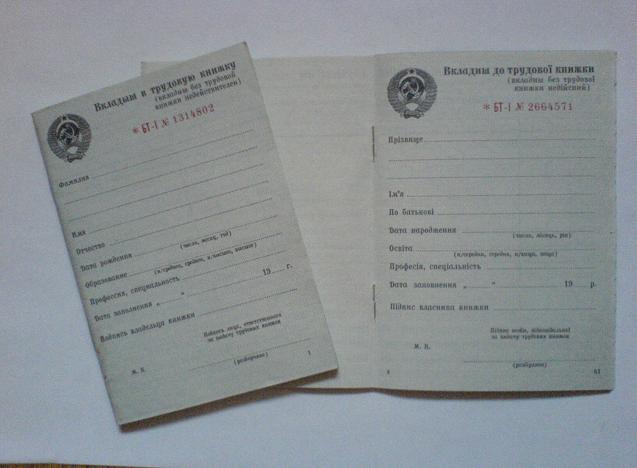 Вкладыш в трудовую книжку
(вкладыш без трудовой
книжки недействителен)
* БТ-I № 1314802
Фамилия
Имя
Отчество
Дата рождения
(число, месяц, год)
Образование
(н/среднее, среднее, н/высшее, высшее)
Профессия, специальность
Дата заполнения „ “ 19 г.
Подпись владельца книжки
Подпись лица, ответственного
за выдачу трудовых книжек
М. П.
(разборчиво)
1
Вкладиш до трудової книжки
(вкладиш без трудової
книжки недійсний)
* БТ-I № 2664571
Прізвище
Ім'я
По батькові
Дата народження
(число, місяць, рік)
Освіта
(н/середня, середня, н/вища, вища)
Професія, спеціальність
Дата заповнення „ “ 19 р.
Підпис власника книжки
Підпис особи, відповідальної
за видачу трудових книжок
М. П.
(розбірливо)